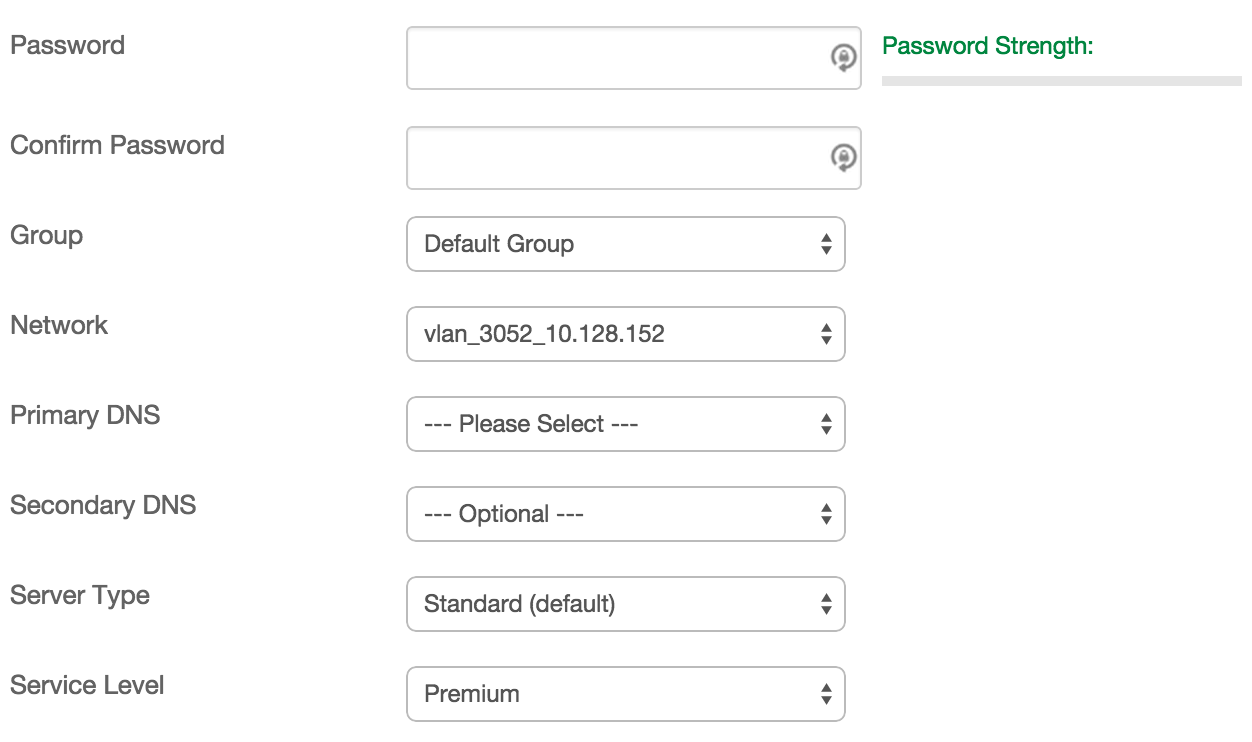 Password
Password Strength:
Confirm Password
Group
Default Group
Network
vlan_3052_10.128.152
Primary DNS
--- Please Select ---
Secondary DNS
--- Optional ---
Server Type
Standard (default)
Service Level
Premium